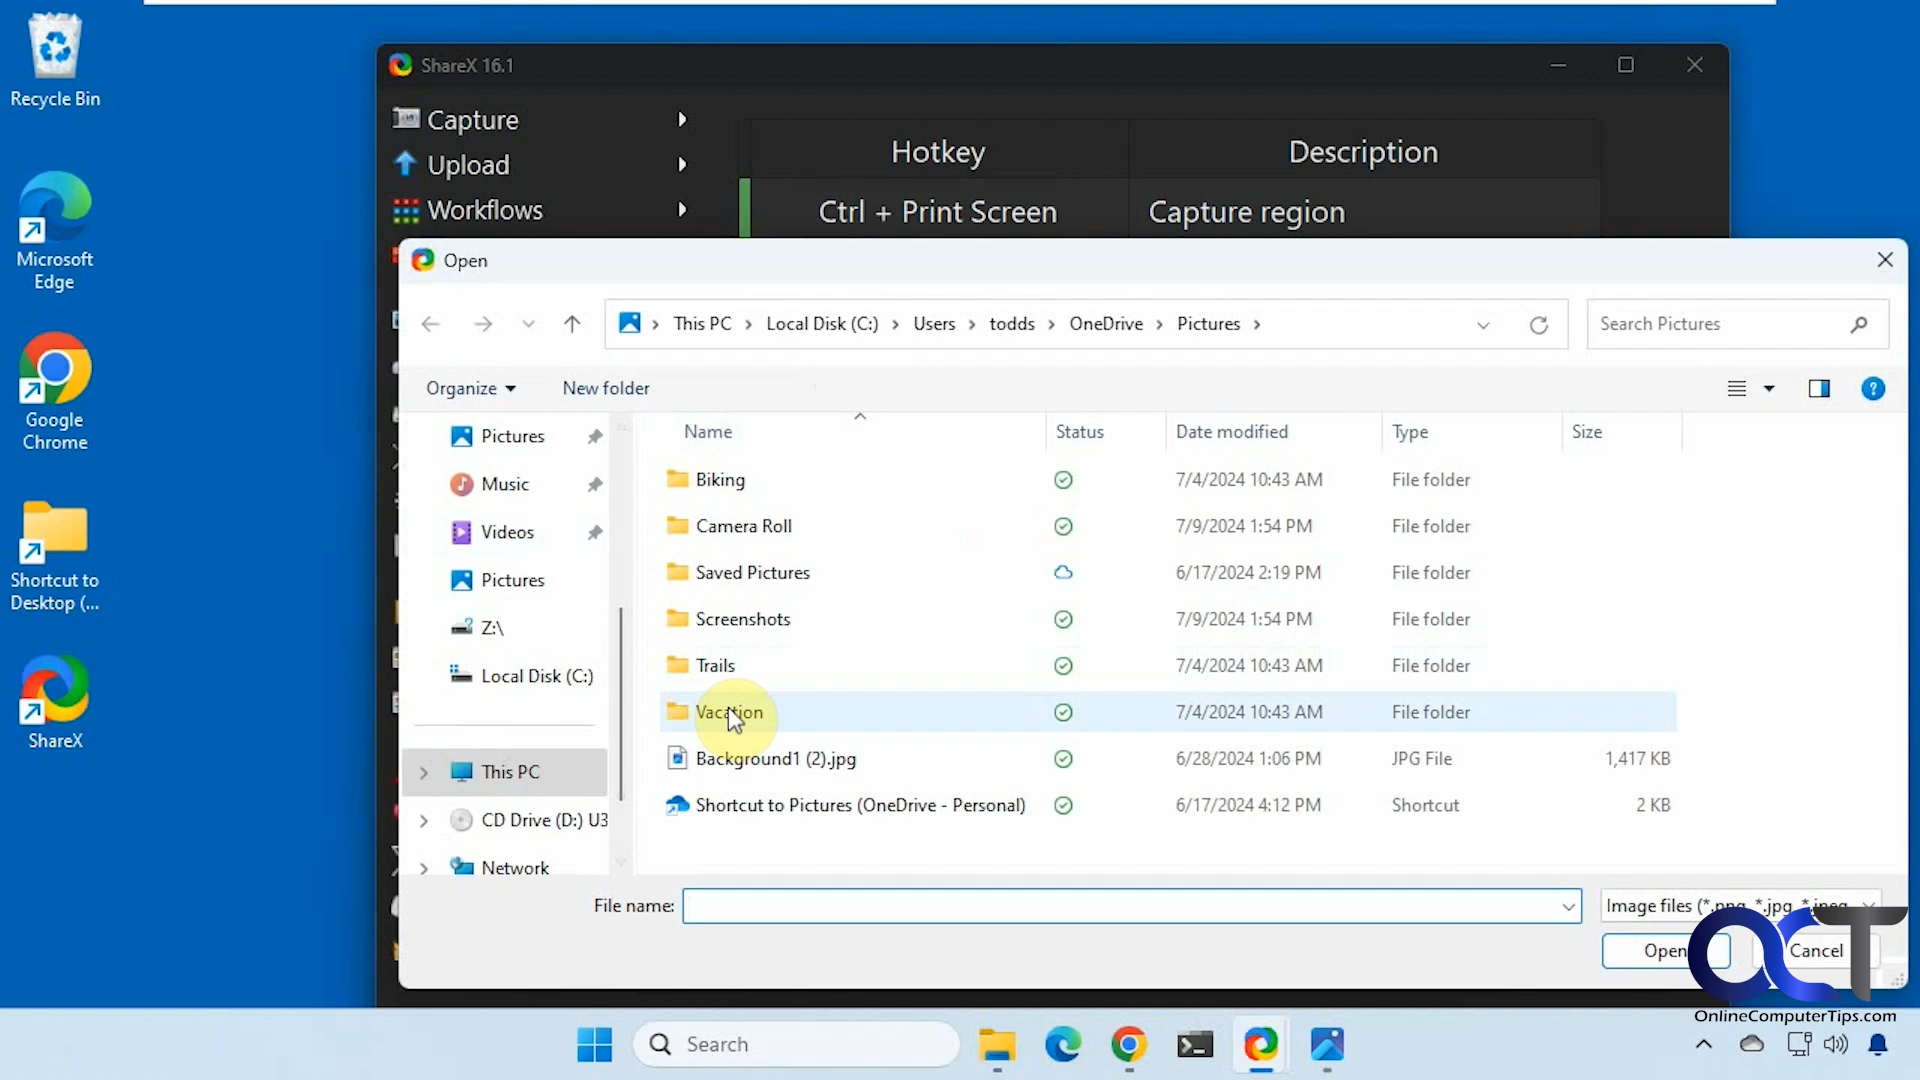 Recycle Bin
Microsoft
Edge
Google
Chrome
Shortcut to
Desktop (...
ShareX
ShareX 16.1
Capture
Upload
Workflows
Hotkey
Description
Ctrl + Print Screen
Capture region
Open
This PC
Local Disk (C:)
Users
todds
OneDrive
Pictures
Search Pictures
Organize
New folder
Pictures
Music
Videos
Pictures
Z:\
Local Disk (C:)
This PC
CD Drive (D:) U3
Network
Name
Status
Date modified
Type
Size
Biking
7/4/2024 10:43 AM
File folder
Camera Roll
7/9/2024 1:54 PM
File folder
Saved Pictures
6/17/2024 2:19 PM
File folder
Screenshots
7/9/2024 1:54 PM
File folder
Trails
7/4/2024 10:43 AM
File folder
Vacation
7/4/2024 10:43 AM
File folder
Background1 (2).jpg
6/28/2024 1:06 PM
JPG File
1,417 KB
Shortcut to Pictures (OneDrive - Personal)
6/17/2024 4:12 PM
Shortcut
2 KB
File name:
Image files (*.png, *.jpg, *.jpeg
Open
Cancel
OCT
OnlineComputerTips.com
Search